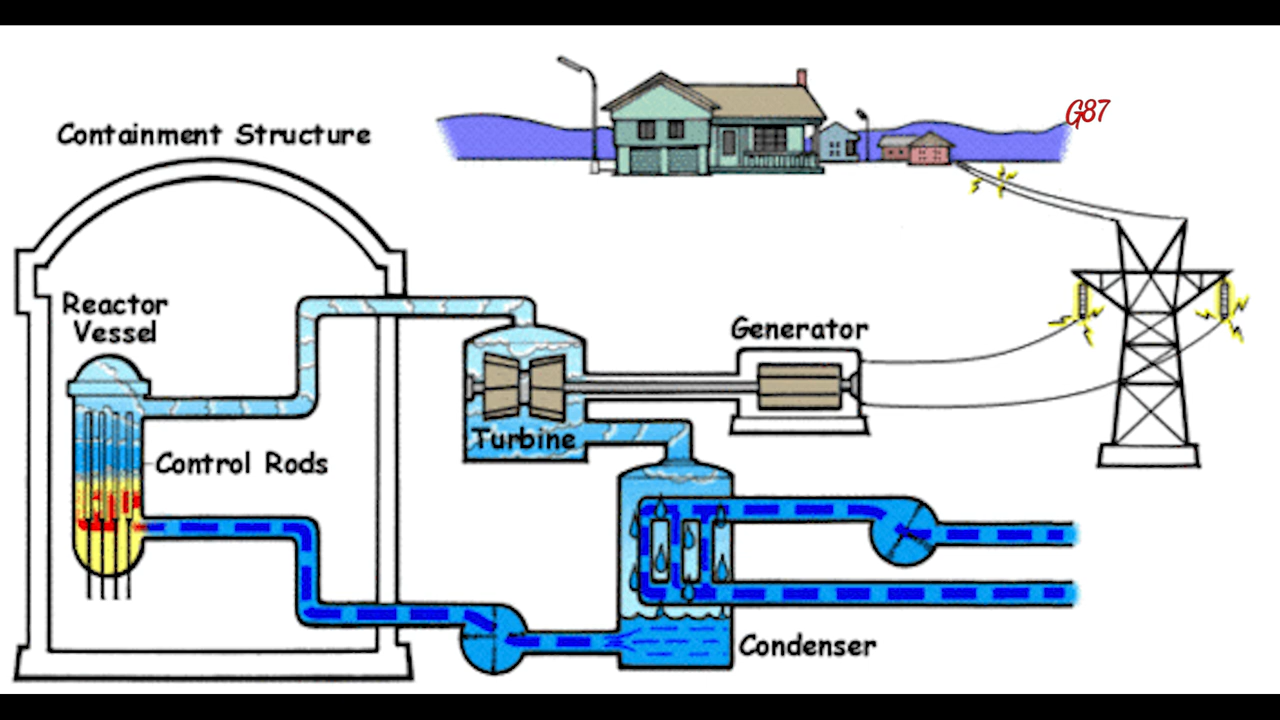 G87
Containment Structure
Reactor
Vessel
Generator
Turbine
Control Rods
Condenser